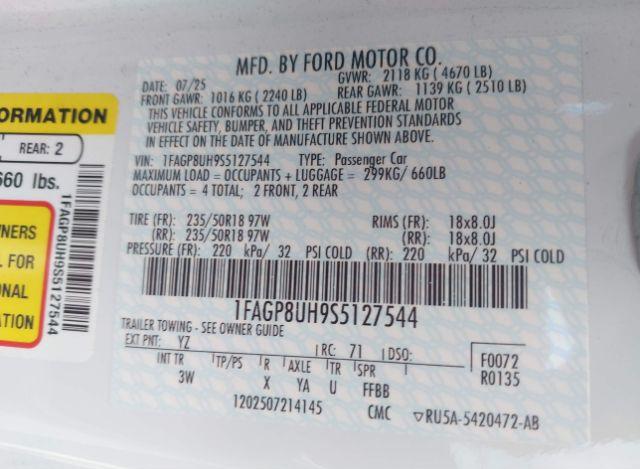 ORMATION
REAR: 2
660 lbs.
WNERS
L FOR
ONAL
ATION
1FAGP8UH9S5127544
MFD. BY FORD MOTOR CO.
DATE: 07/25 GVWR: 2118 KG ( 4670 LB)
FRONT GAWR: 1016 KG ( 2240 LB) REAR GAWR: 1139 KG ( 2510 LB)
THIS VEHICLE CONFORMS TO ALL APPLICABLE FEDERAL MOTOR
VEHICLE SAFETY, BUMPER, AND THEFT PREVENTION STANDARDS
IN EFFECT ON THE DATE OF MANUFACTURE SHOWN ABOVE.
VIN: 1FAGP8UH9S5127544 TYPE: Passenger Car
MAXIMUM LOAD = OCCUPANTS + LUGGAGE = 299KG/ 660LB
OCCUPANTS = 4 TOTAL; 2 FRONT, 2 REAR
TIRE (FR): 235/50R18 97W RIMS (FR): 18x8.0J
(RR): 235/50R18 97W (RR): 18x8.0J
PRESSURE (FR): 220 kPa/ 32 PSI COLD (RR): 220 kPa/ 32 PSI COLD
1FAGP8UH9S5127544
TRAILER TOWING - SEE OWNER GUIDE
EXT PNT: YZ RC: 71 DSO: F0072
INT TR TP/PS R AXLE TR SPR R0135
3W X YA U FFBB
1202507214145 CMC ▽RU5A-5420472-AB